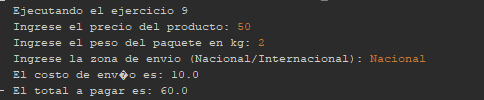 Ejecutando el ejercicio 9
Ingrese el precio del producto: 50
Ingrese el peso del paquete en kg: 2
Ingrese la zona de envio (Nacional/Internacional): Nacional
El costo de env�o es: 10.0
El total a pagar es: 60.0